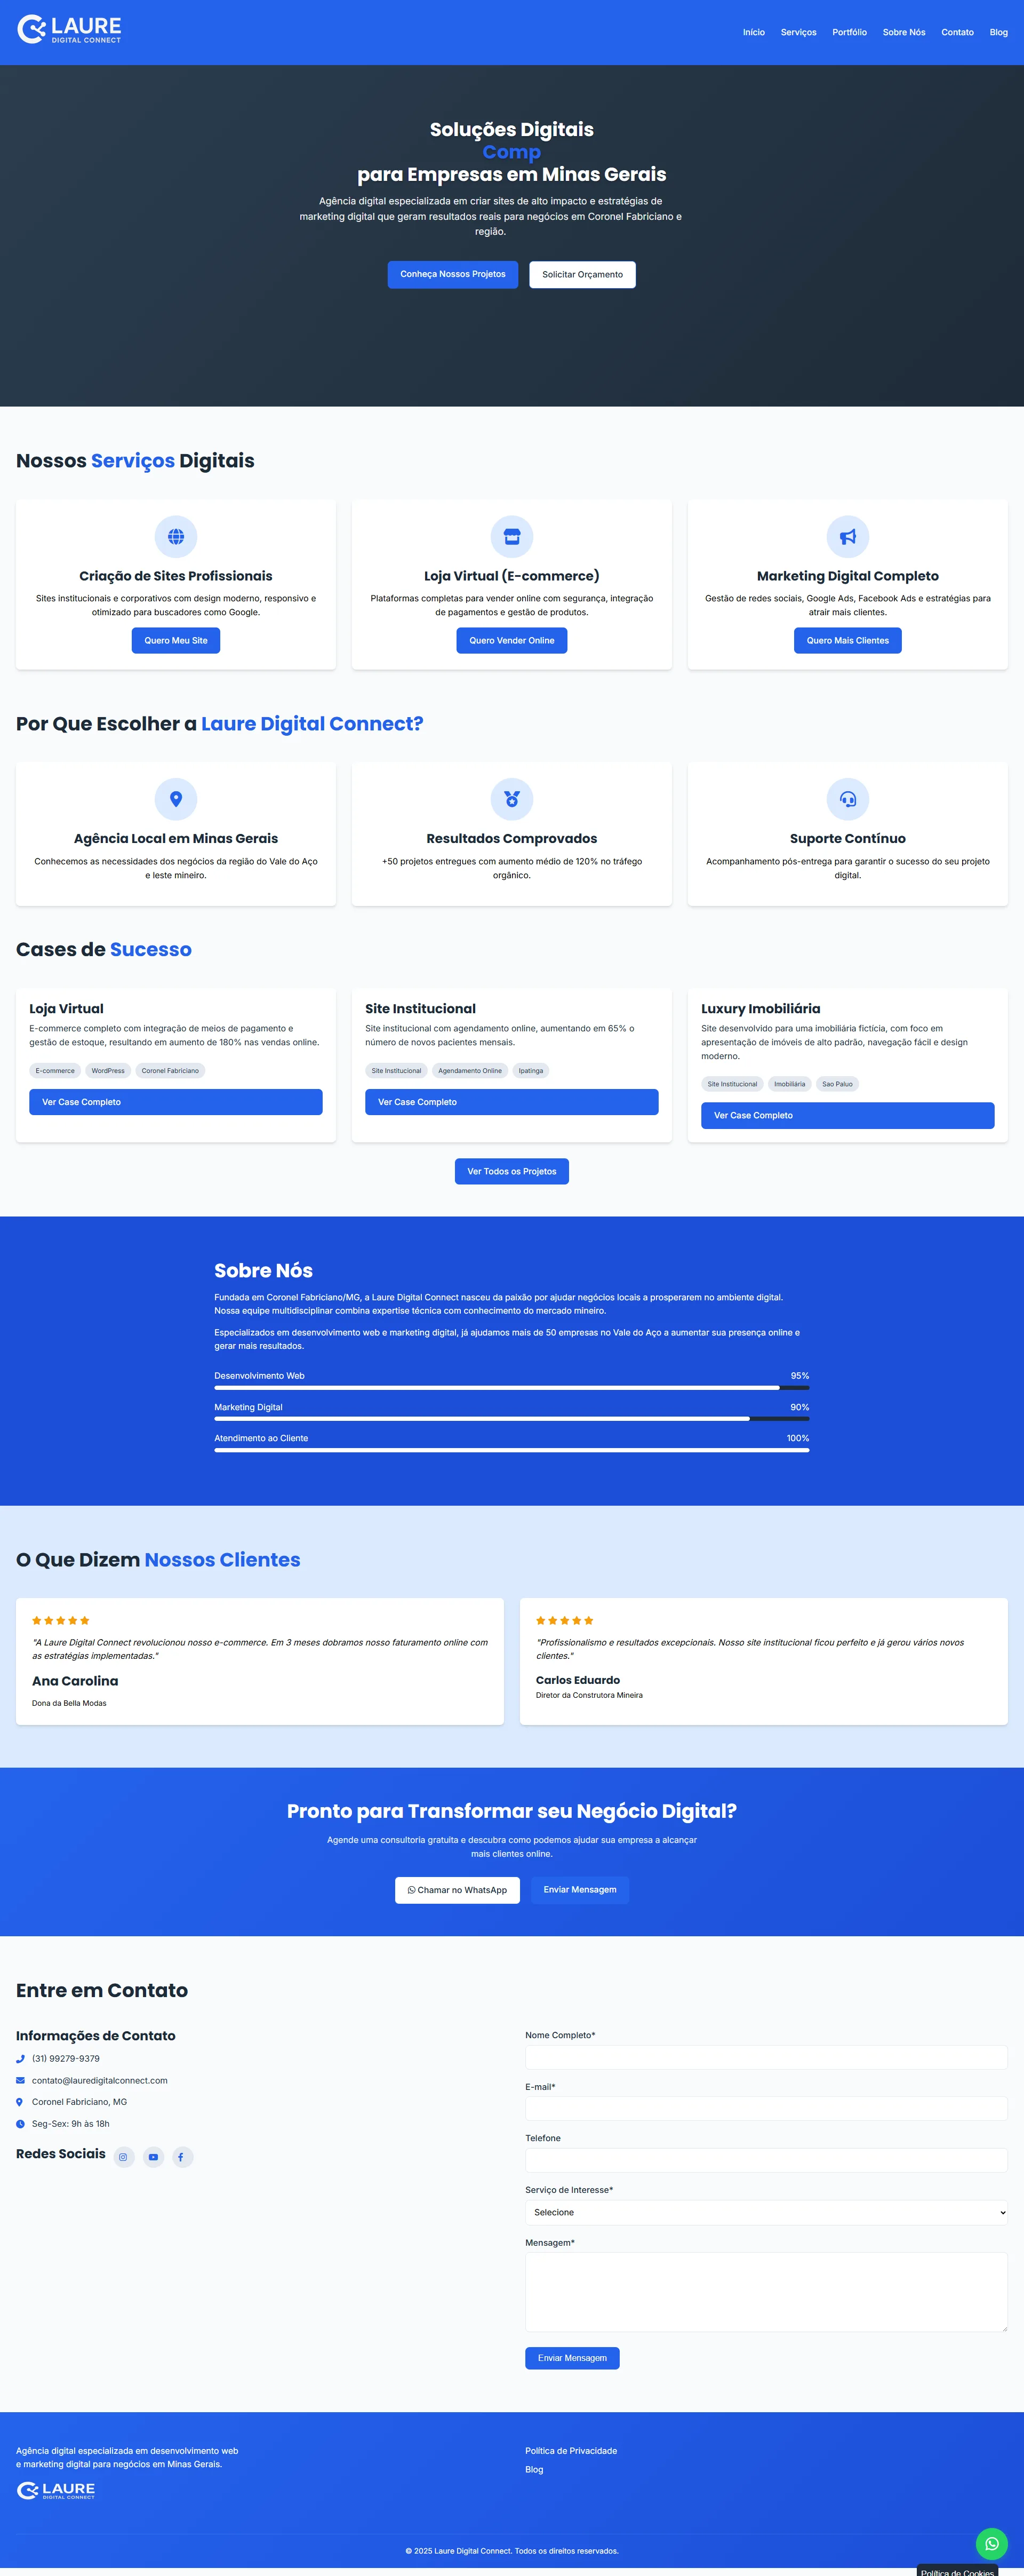 LAURE
DIGITAL CONNECT
Início
Serviços
Portfólio
Sobre Nós
Contato
Blog
Soluções Digitais
Comp
para Empresas em Minas Gerais
Agência digital especializada em criar sites de alto impacto e estratégias de
marketing digital que geram resultados reais para negócios em Coronel Fabriciano e
região.
Conheça Nossos Projetos
Solicitar Orçamento
Nossos Serviços Digitais
Criação de Sites Profissionais
Sites institucionais e corporativos com design moderno, responsivo e
otimizado para buscadores como Google.
Quero Meu Site
Loja Virtual (E-commerce)
Plataformas completas para vender online com segurança, integração
de pagamentos e gestão de produtos.
Quero Vender Online
Marketing Digital Completo
Gestão de redes sociais, Google Ads, Facebook Ads e estratégias para
atrair mais clientes.
Quero Mais Clientes
Por Que Escolher a Laure Digital Connect?
Agência Local em Minas Gerais
Conhecemos as necessidades dos negócios da região do Vale do Aço
e leste mineiro.
Resultados Comprovados
+50 projetos entregues com aumento médio de 120% no tráfego
orgânico.
Suporte Contínuo
Acompanhamento pós-entrega para garantir o sucesso do seu projeto
digital.
Cases de Sucesso
Loja Virtual
E-commerce completo com integração de meios de pagamento e
gestão de estoque, resultando em aumento de 180% nas vendas online.
E-commerce
WordPress
Coronel Fabriciano
Ver Case Completo
Site Institucional
Site institucional com agendamento online, aumentando em 65% o
número de novos pacientes mensais.
Site Institucional
Agendamento Online
Ipatinga
Ver Case Completo
Luxury Imobiliária
Site desenvolvido para uma imobiliária fictícia, com foco em
apresentação de imóveis de alto padrão, navegação fácil e design
moderno.
Site Institucional
Imobiliária
Sao Paluo
Ver Case Completo
Ver Todos os Projetos
Sobre Nós
Fundada em Coronel Fabriciano/MG, a Laure Digital Connect nasceu da paixão por ajudar negócios locais a prosperarem no ambiente digital.
Nossa equipe multidisciplinar combina expertise técnica com conhecimento do mercado mineiro.
Especializados em desenvolvimento web e marketing digital, já ajudamos mais de 50 empresas no Vale do Aço a aumentar sua presença online e
gerar mais resultados.
Desenvolvimento Web 95%
Marketing Digital 90%
Atendimento ao Cliente 100%
O Que Dizem Nossos Clientes
"A Laure Digital Connect revolucionou nosso e-commerce. Em 3 meses dobramos nosso faturamento online com
as estratégias implementadas."
Ana Carolina
Dona da Bella Modas
"Profissionalismo e resultados excepcionais. Nosso site institucional ficou perfeito e já gerou vários novos
clientes."
Carlos Eduardo
Diretor da Construtora Mineira
Pronto para Transformar seu Negócio Digital?
Agende uma consultoria gratuita e descubra como podemos ajudar sua empresa a alcançar
mais clientes online.
Chamar no WhatsApp
Enviar Mensagem
Entre em Contato
Informações de Contato
(31) 99279-9379
contato@lauredigitalconnect.com
Coronel Fabriciano, MG
Seg-Sex: 9h às 18h
Redes Sociais
Nome Completo*
E-mail*
Telefone
Serviço de Interesse*
Selecione
Mensagem*
Enviar Mensagem
Agência digital especializada em desenvolvimento web
e marketing digital para negócios em Minas Gerais.
LAURE
DIGITAL CONNECT
Política de Privacidade
Blog
© 2025 Laure Digital Connect. Todos os direitos reservados.
Política de Cookies